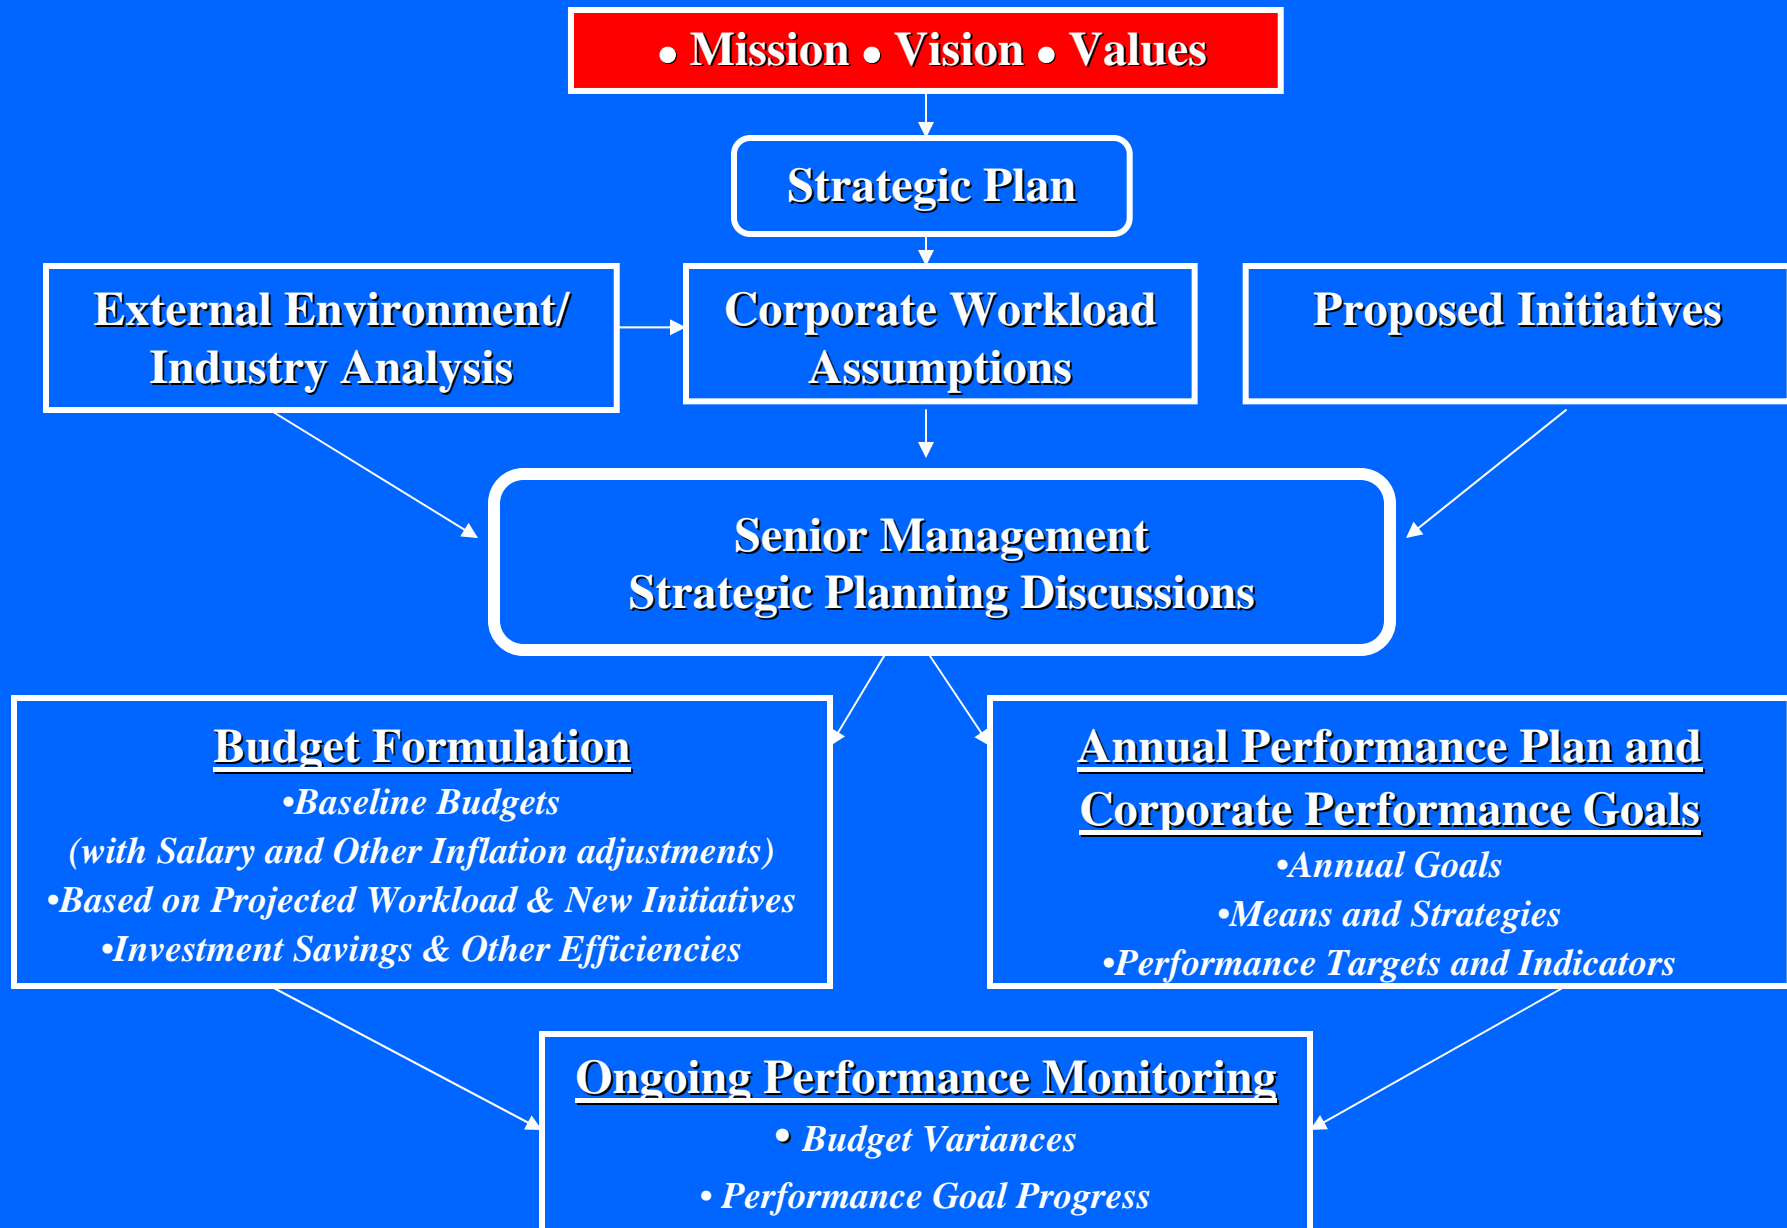 • Mission • Vision • Values
Strategic Plan
External Environment/
Industry Analysis
Corporate Workload
Assumptions
Proposed Initiatives
Senior Management
Strategic Planning Discussions
Budget Formulation
•Baseline Budgets
(with Salary and Other Inflation adjustments)
•Based on Projected Workload & New Initiatives
•Investment Savings & Other Efficiencies
Annual Performance Plan and
Corporate Performance Goals
•Annual Goals
•Means and Strategies
•Performance Targets and Indicators
Ongoing Performance Monitoring
• Budget Variances
• Performance Goal Progress